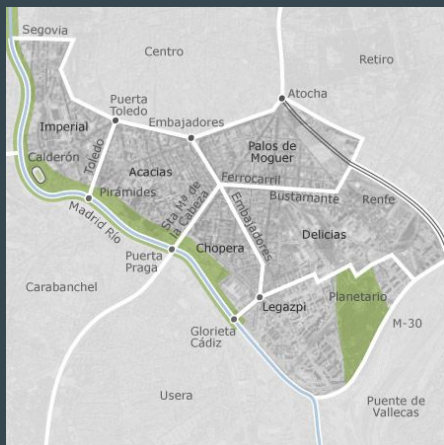 Segovia
Centro
Retiro
Atocha
Puerta
Toledo
Embajadores
Imperial
Palos de
Moguer
Calderón
Toledo
Acacias
Ferrocarril
Pirámides
Bustamante
Renfe
Sta Mª de
la Cabeza
Embajadores
Madrid Río
Delicias
Chopera
Puerta
Praga
Carabanchel
Legazpi
Planetario
Glorieta
Cádiz
M-30
Usera
Puente de
Vallecas